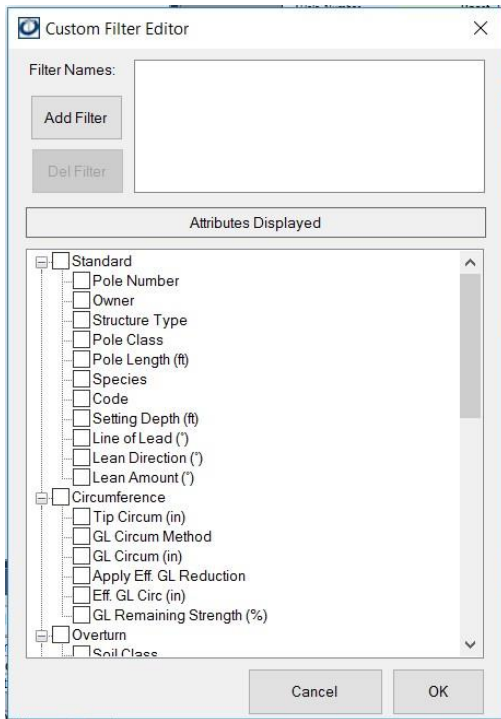 Custom Filter Editor
Filter Names:
Add Filter
Del Filter
Attributes Displayed
Standard
Pole Number
Owner
Structure Type
Pole Class
Pole Length (ft)
Species
Code
Setting Depth (ft)
Line of Lead (°)
Lean Direction (°)
Lean Amount (°)
Circumference
Tip Circum (in)
GL Circum Method
GL Circum (in)
Apply Eff. GL Reduction
Eff. GL Circ (in)
GL Remaining Strength (%)
Overturn
Soil Class
Cancel OK